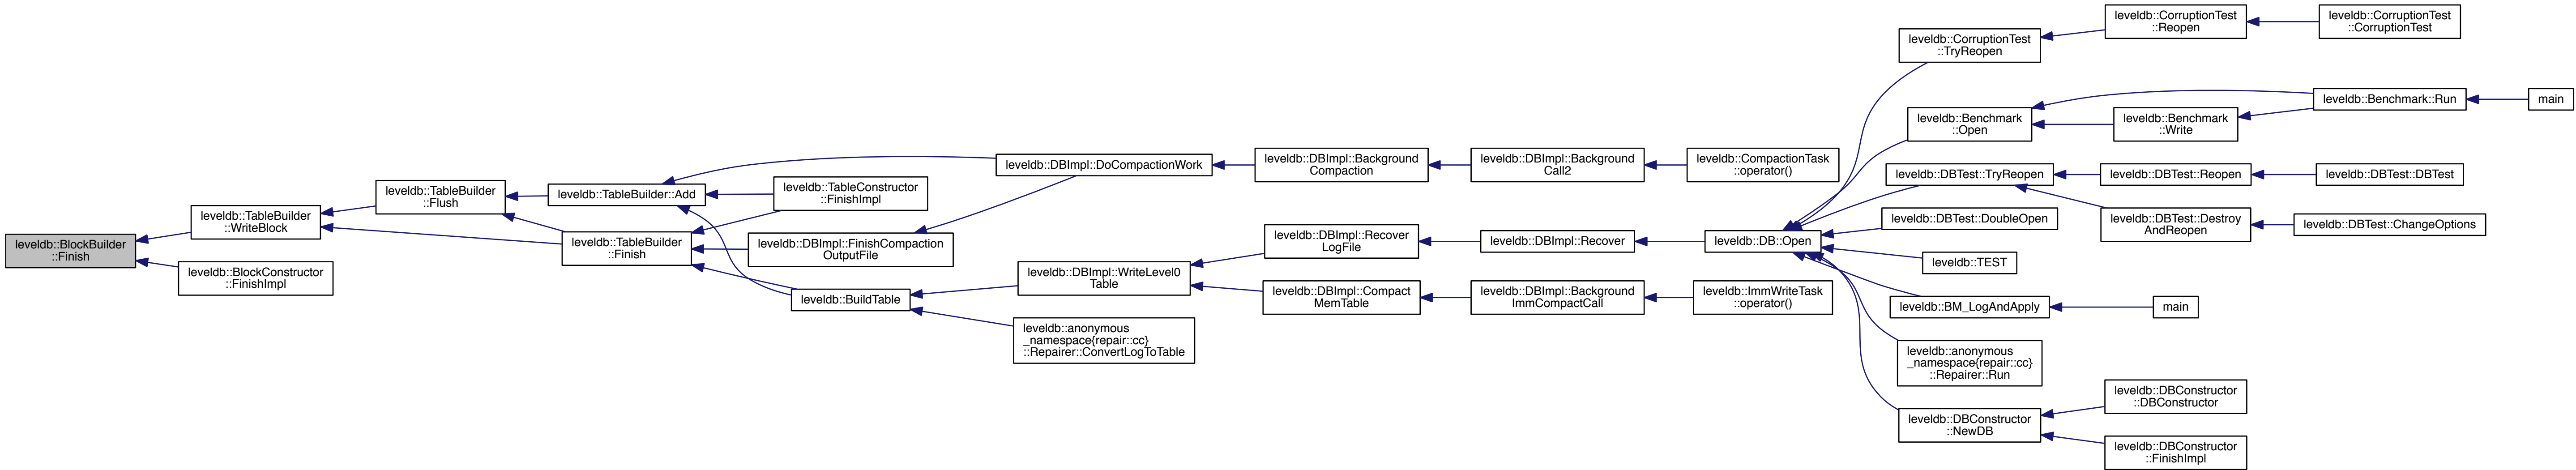 leveldb::BlockBuilder
::Finish
leveldb::TableBuilder
::WriteBlock
leveldb::BlockConstructor
::FinishImpl
leveldb::TableBuilder
::Flush
leveldb::TableBuilder::Add
leveldb::TableBuilder
::Finish
leveldb::TableConstructor
::FinishImpl
leveldb::DBImpl::FinishCompaction
OutputFile
leveldb::BuildTable
leveldb::DBImpl::DoCompactionWork
leveldb::DBImpl::WriteLevel0
Table
leveldb::anonymous
_namespace{repair::cc}
::Repairer::ConvertLogToTable
leveldb::DBImpl::Background
Compaction
leveldb::DBImpl::Recover
LogFile
leveldb::DBImpl::Compact
MemTable
leveldb::DBImpl::Background
Call2
leveldb::DBImpl::Recover
leveldb::DBImpl::Background
ImmCompactCall
leveldb::CompactionTask
::operator()
leveldb::DB::Open
leveldb::ImmWriteTask
::operator()
leveldb::CorruptionTest
::TryReopen
leveldb::Benchmark
::Open
leveldb::DBTest::TryReopen
leveldb::DBTest::DoubleOpen
leveldb::TEST
leveldb::BM_LogAndApply
leveldb::anonymous
_namespace{repair::cc}
::Repairer::Run
leveldb::DBConstructor
::NewDB
leveldb::CorruptionTest
::Reopen
leveldb::Benchmark
::Write
leveldb::DBTest::Reopen
leveldb::DBTest::Destroy
AndReopen
main
leveldb::DBConstructor
::DBConstructor
leveldb::DBConstructor
::FinishImpl
leveldb::CorruptionTest
::CorruptionTest
leveldb::Benchmark::Run
leveldb::DBTest::DBTest
leveldb::DBTest::ChangeOptions
main